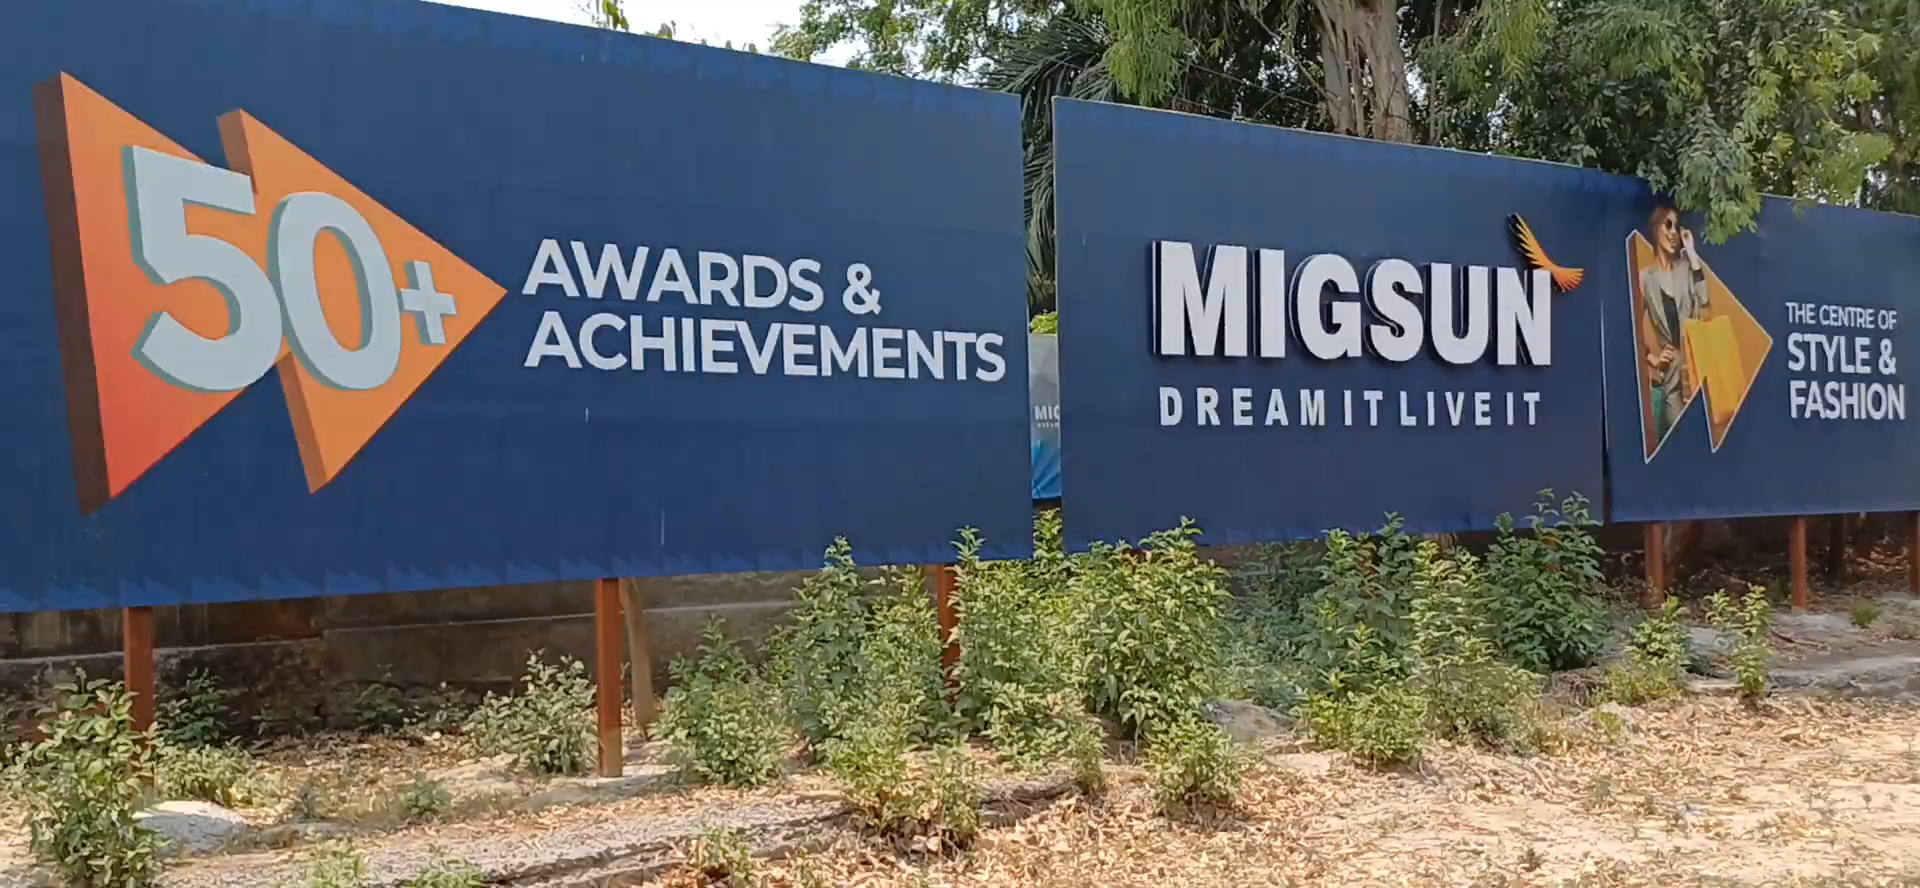 50+
AWARDS &
ACHIEVEMENTS
MIGSUN
DREAM IT LIVE IT
THE CENTRE OF
STYLE &
FASHION